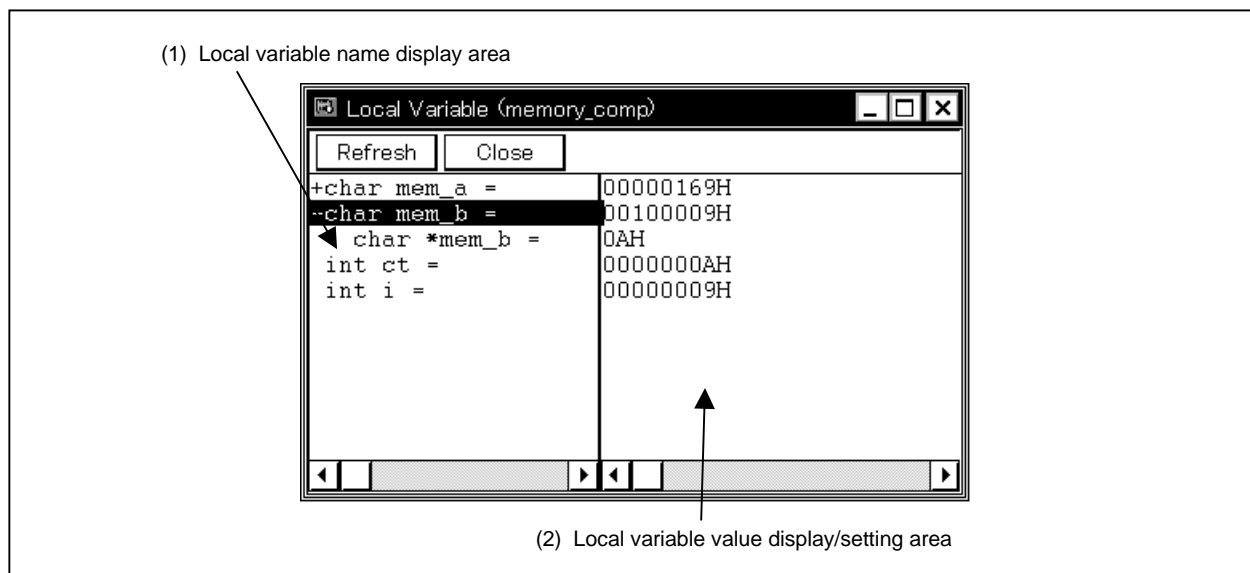 (1) Local variable name display area
Local Variable (memory_comp)
Refresh Close
+char mem_a = 00000169H
-char mem_b = 00100009H
char *mem_b = 0AH
int ct = 0000000AH
int i = 00000009H
(2) Local variable value display/setting area